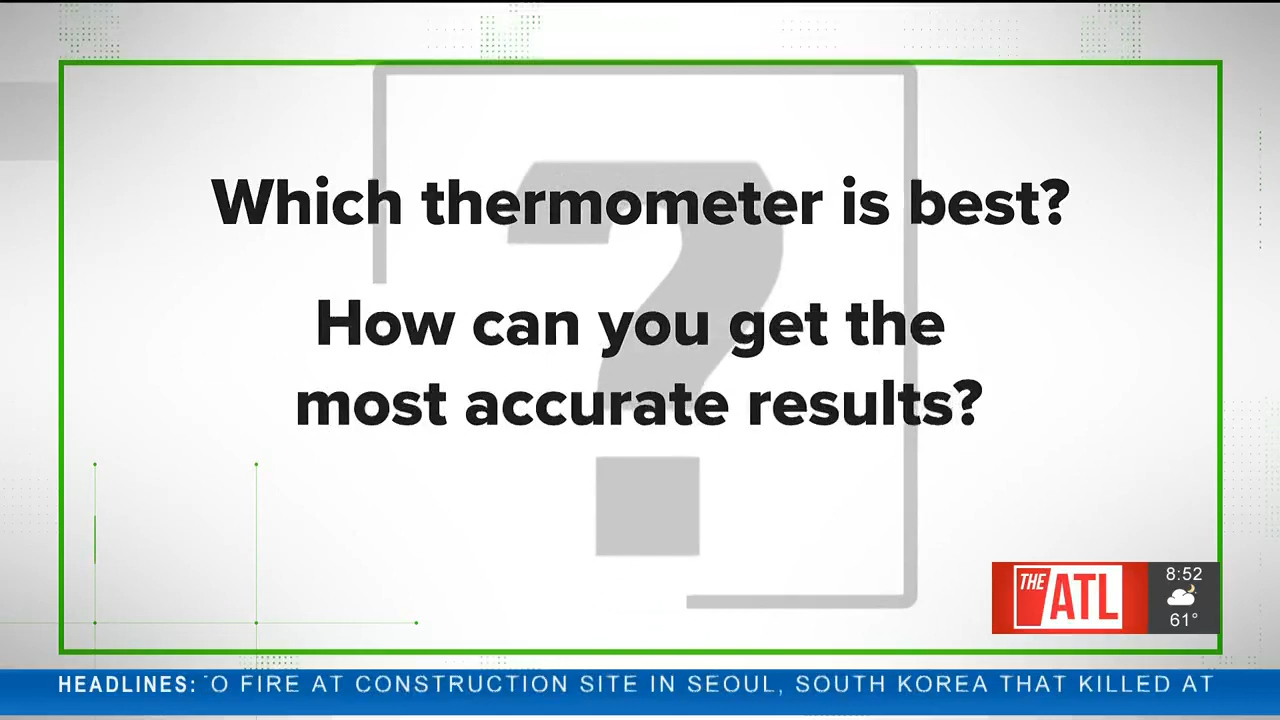 Which thermometer is best?
How can you get the
most accurate results?
THE ATL
8:52
61°
HEADLINES: O FIRE AT CONSTRUCTION SITE IN SEOUL, SOUTH KOREA THAT KILLED AT